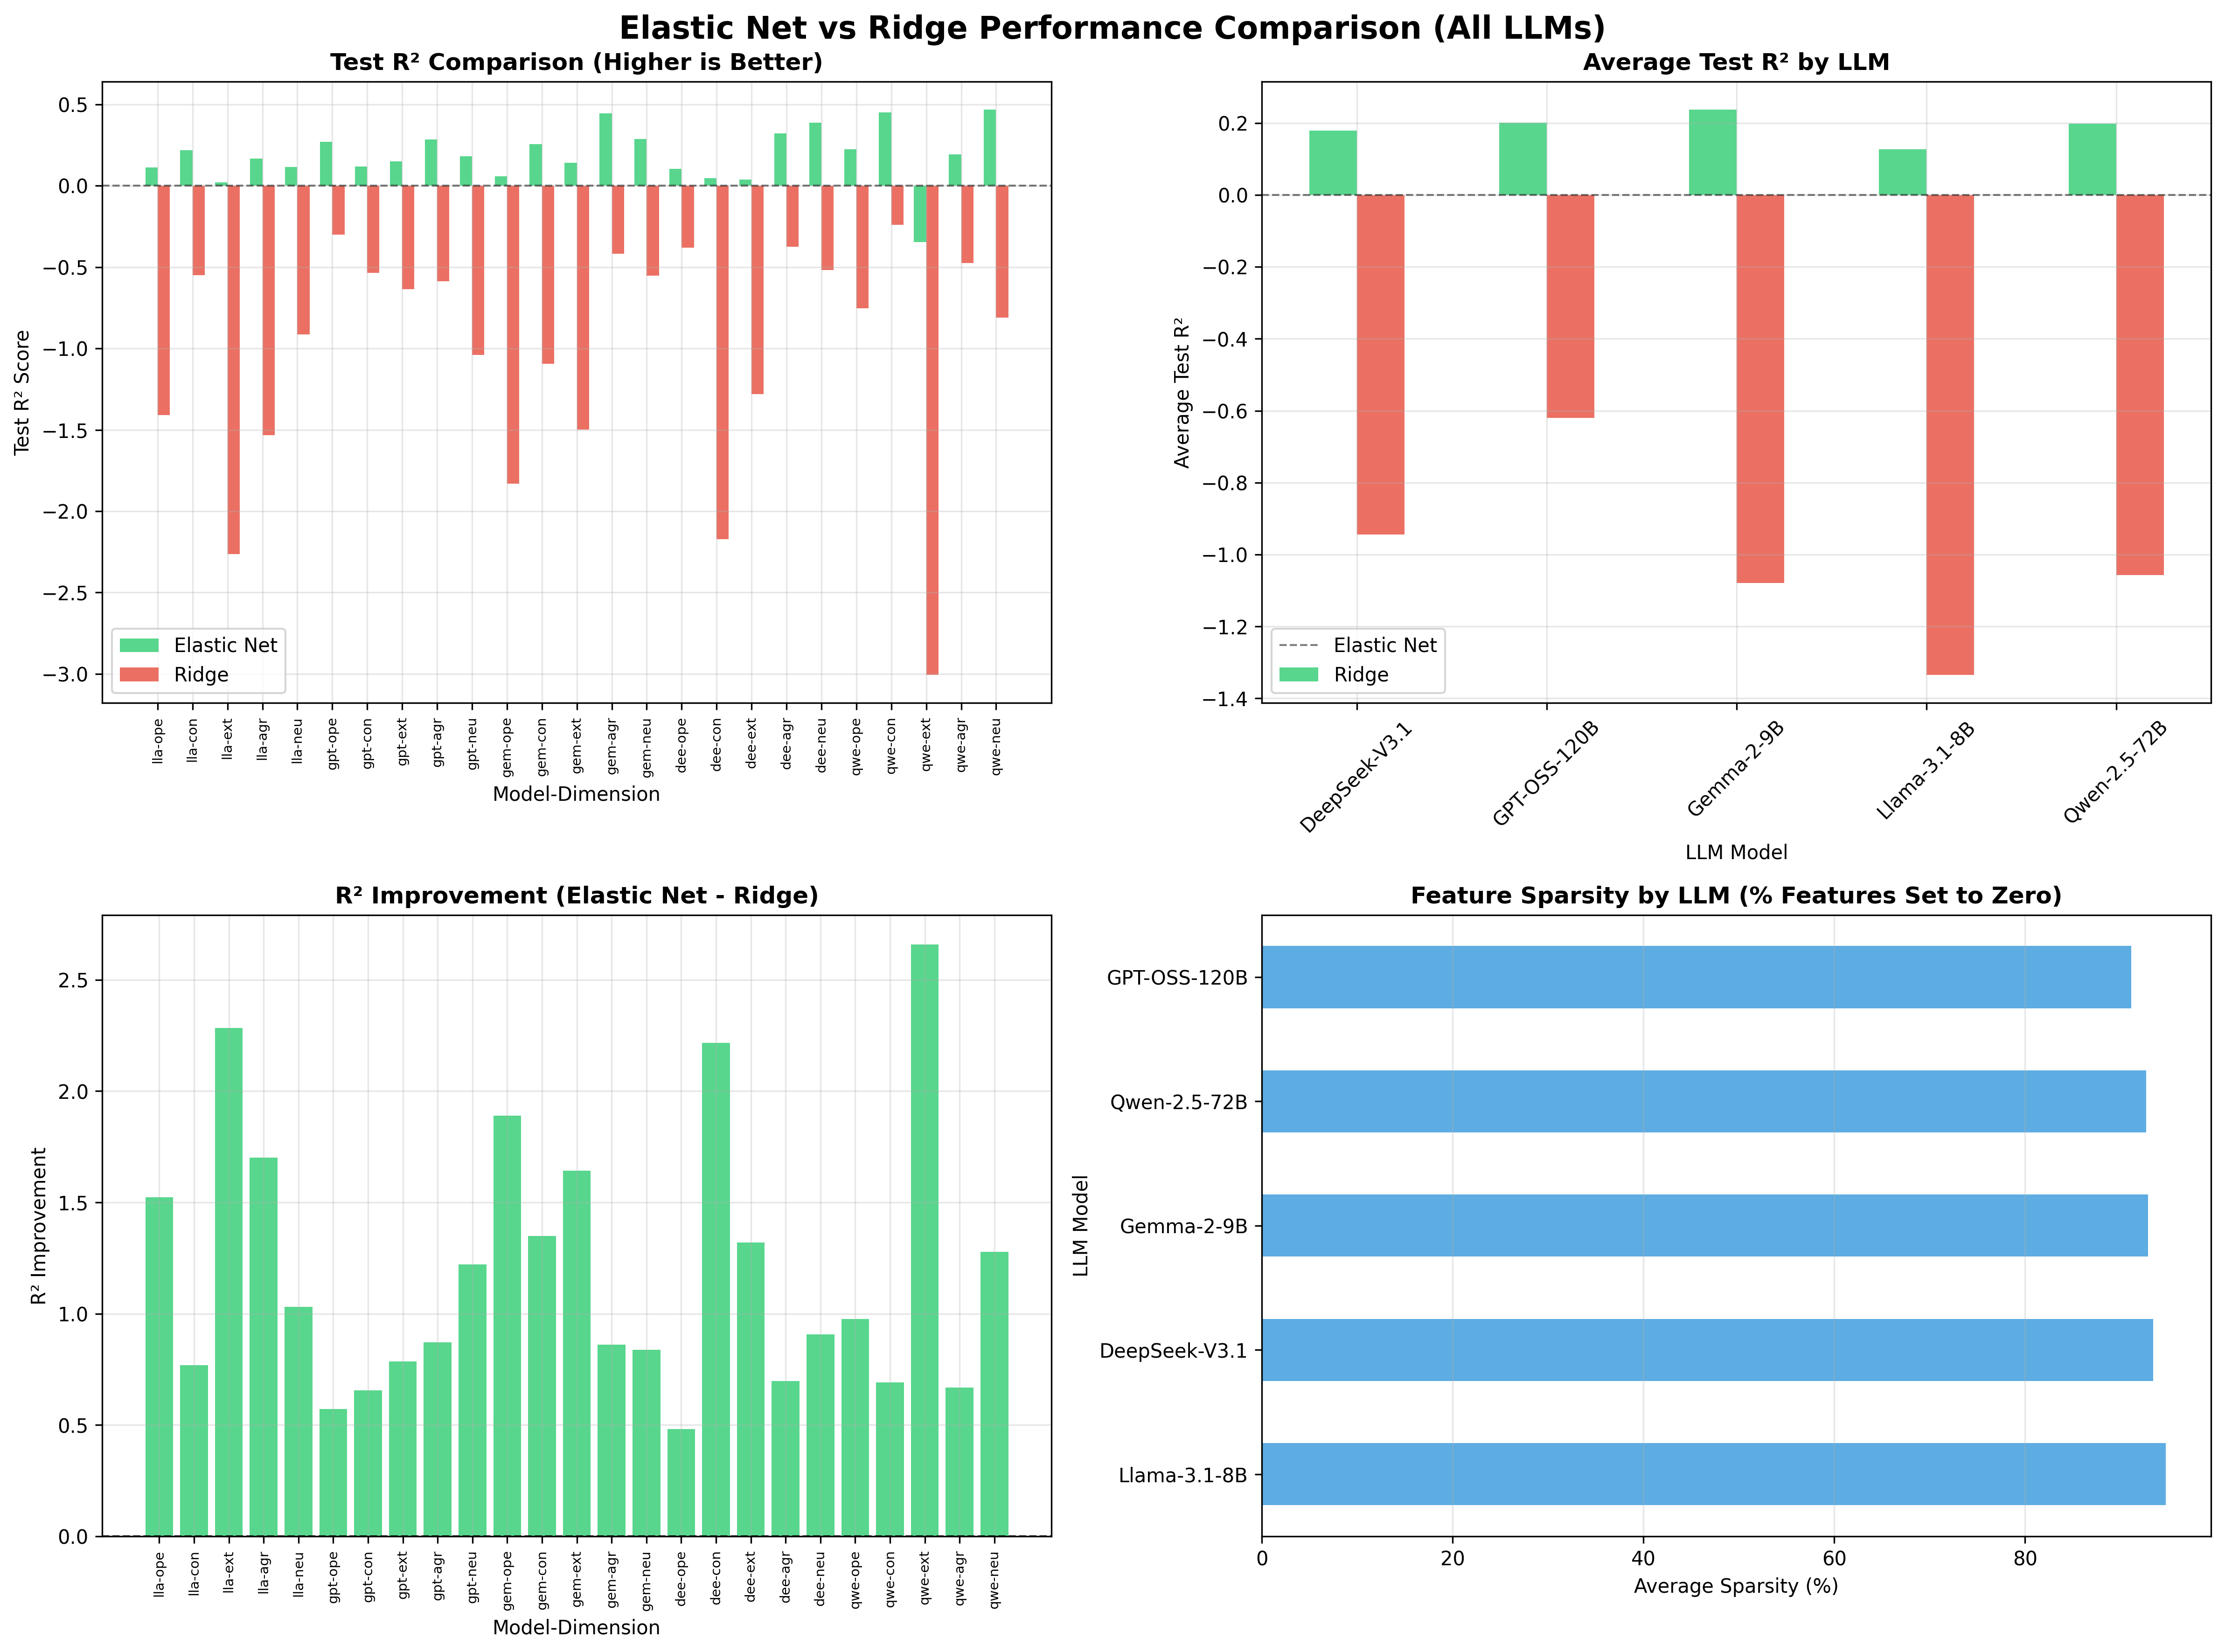 Elastic Net vs Ridge Performance Comparison (All LLMs)
Test R² Comparison (Higher is Better)
Test R² Score
0.5
0.0
−0.5
−1.0
−1.5
−2.0
−2.5
−3.0
Elastic Net
Ridge
lla-ope
lla-con
lla-ext
lla-agr
lla-neu
gpt-ope
gpt-con
gpt-ext
gpt-agr
gpt-neu
gem-ope
gem-con
gem-ext
gem-agr
gem-neu
dee-ope
dee-con
dee-ext
dee-agr
dee-neu
qwe-ope
qwe-con
qwe-ext
qwe-agr
qwe-neu
Model-Dimension
Average Test R² by LLM
Average Test R²
0.2
0.0
−0.2
−0.4
−0.6
−0.8
−1.0
−1.2
−1.4
Elastic Net
Ridge
DeepSeek-V3.1
GPT-OSS-120B
Gemma-2-9B
Llama-3.1-8B
Qwen-2.5-72B
LLM Model
R² Improvement (Elastic Net - Ridge)
R² Improvement
2.5
2.0
1.5
1.0
0.5
0.0
lla-ope
lla-con
lla-ext
lla-agr
lla-neu
gpt-ope
gpt-con
gpt-ext
gpt-agr
gpt-neu
gem-ope
gem-con
gem-ext
gem-agr
gem-neu
dee-ope
dee-con
dee-ext
dee-agr
dee-neu
qwe-ope
qwe-con
qwe-ext
qwe-agr
qwe-neu
Model-Dimension
Feature Sparsity by LLM (% Features Set to Zero)
LLM Model
GPT-OSS-120B
Qwen-2.5-72B
Gemma-2-9B
DeepSeek-V3.1
Llama-3.1-8B
0
20
40
60
80
Average Sparsity (%)